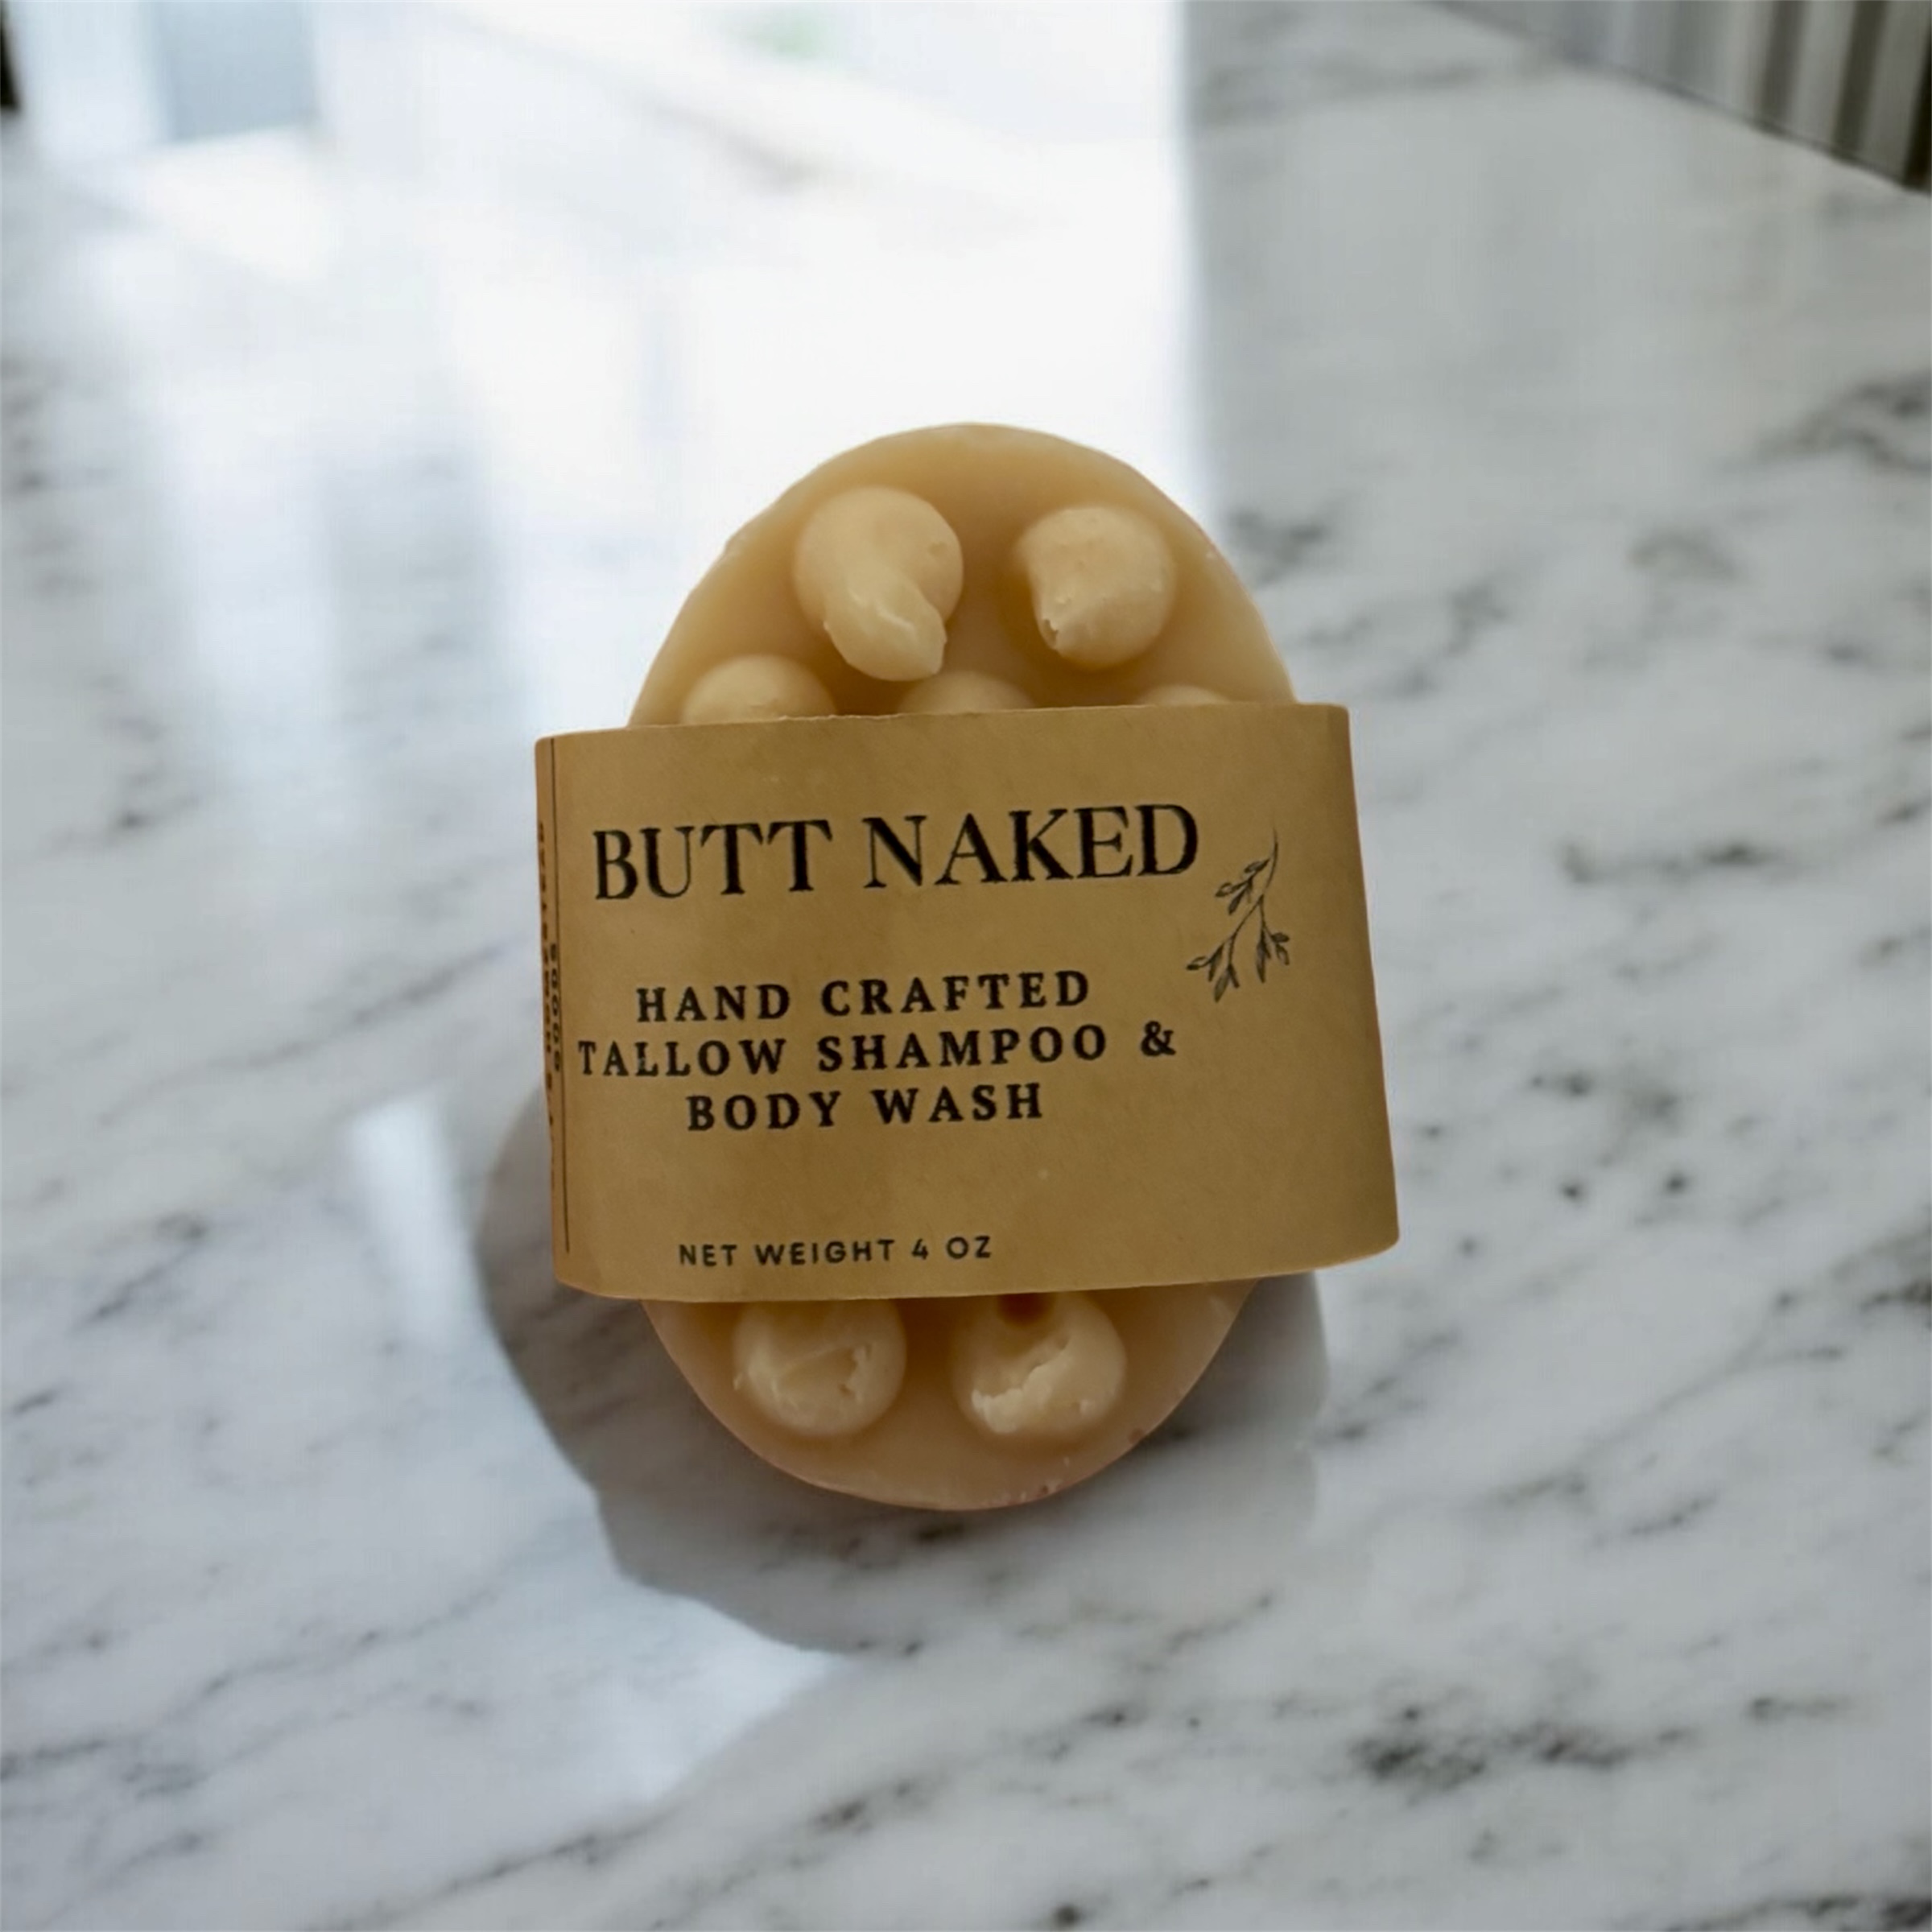 BUTT NAKED
HAND CRAFTED
TALLOW SHAMPOO &
BODY WASH
NET WEIGHT 4 OZ